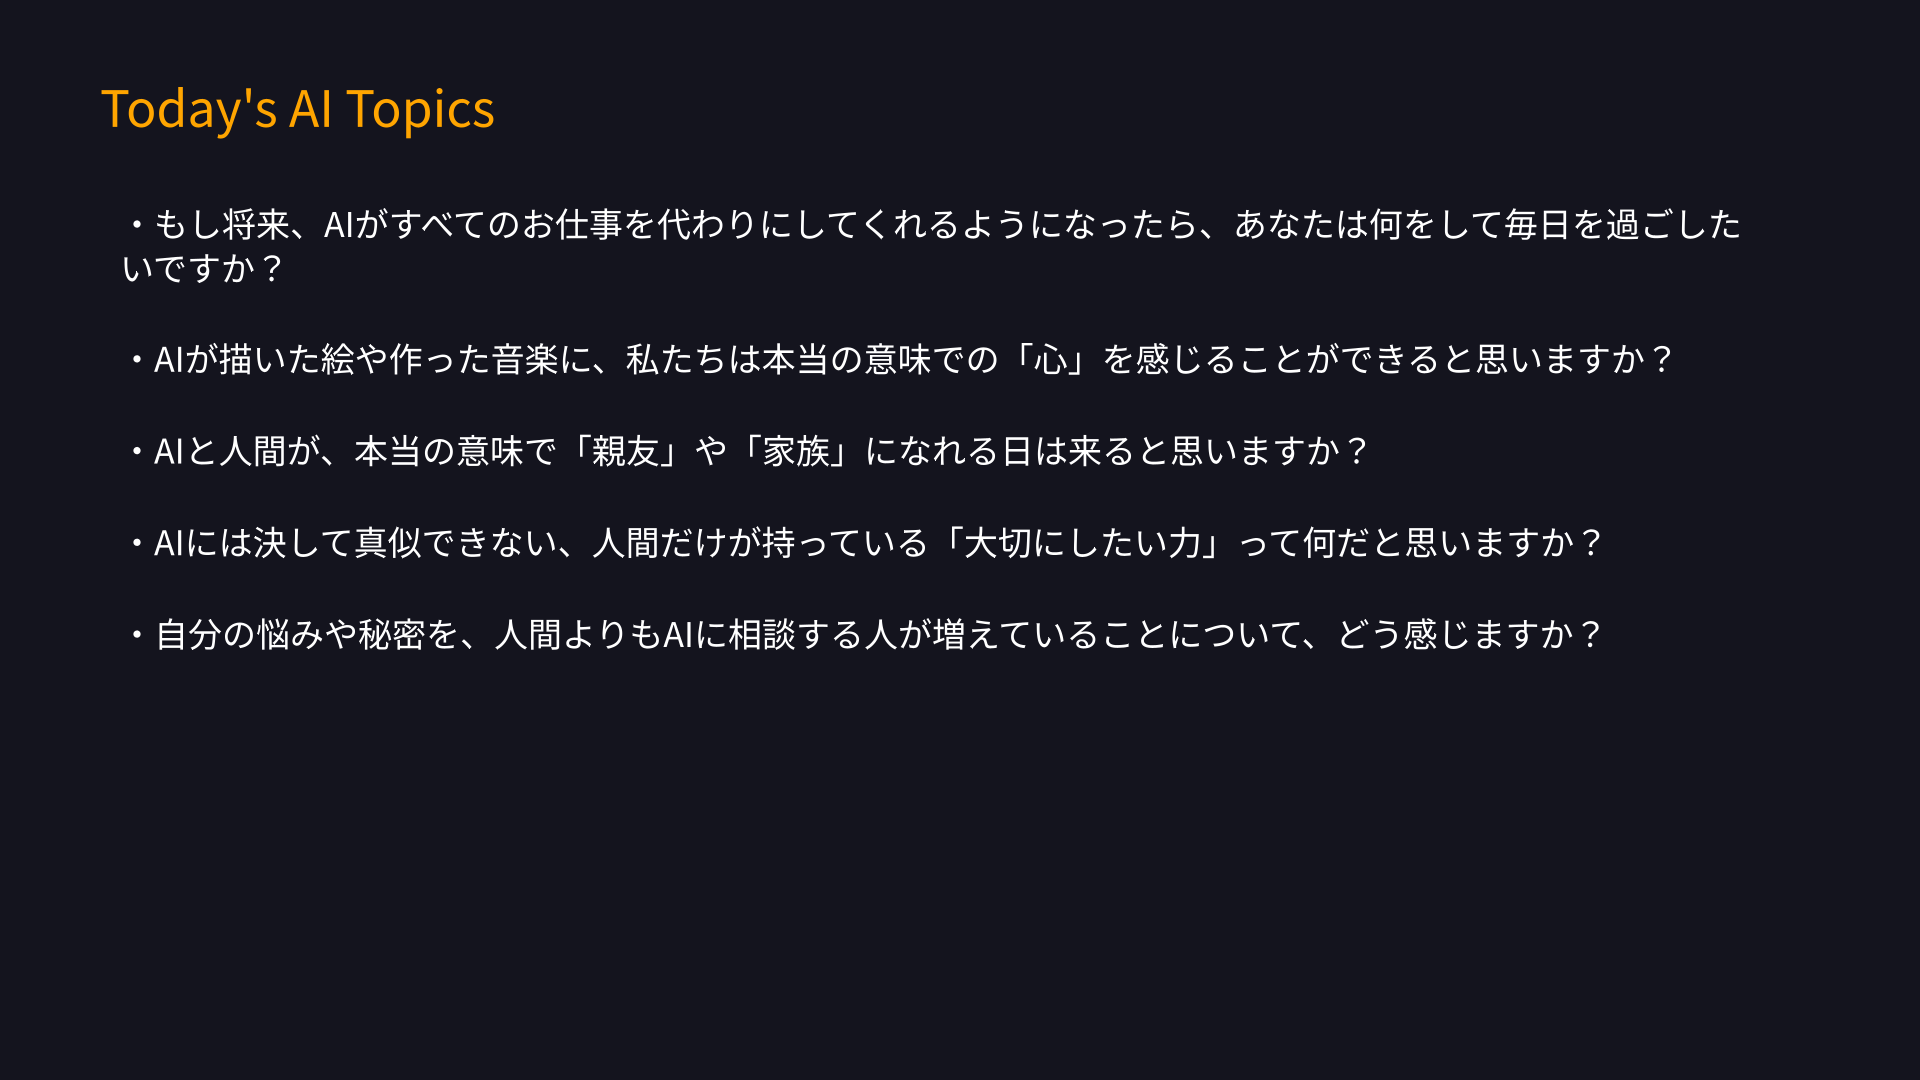 Today's AI Topics
・もし将来、AIがすべてのお仕事を代わりにしてくれるようになったら、あなたは何をして毎日を過ごした
いですか？
・AIが描いた絵や作った音楽に、私たちは本当の意味での「心」を感じることができると思いますか？
・AIと人間が、本当の意味で「親友」や「家族」になれる日は来ると思いますか？
・AIには決して真似できない、人間だけが持っている「大切にしたい力」って何だと思いますか？
・自分の悩みや秘密を、人間よりもAIに相談する人が増えていることについて、どう感じますか？